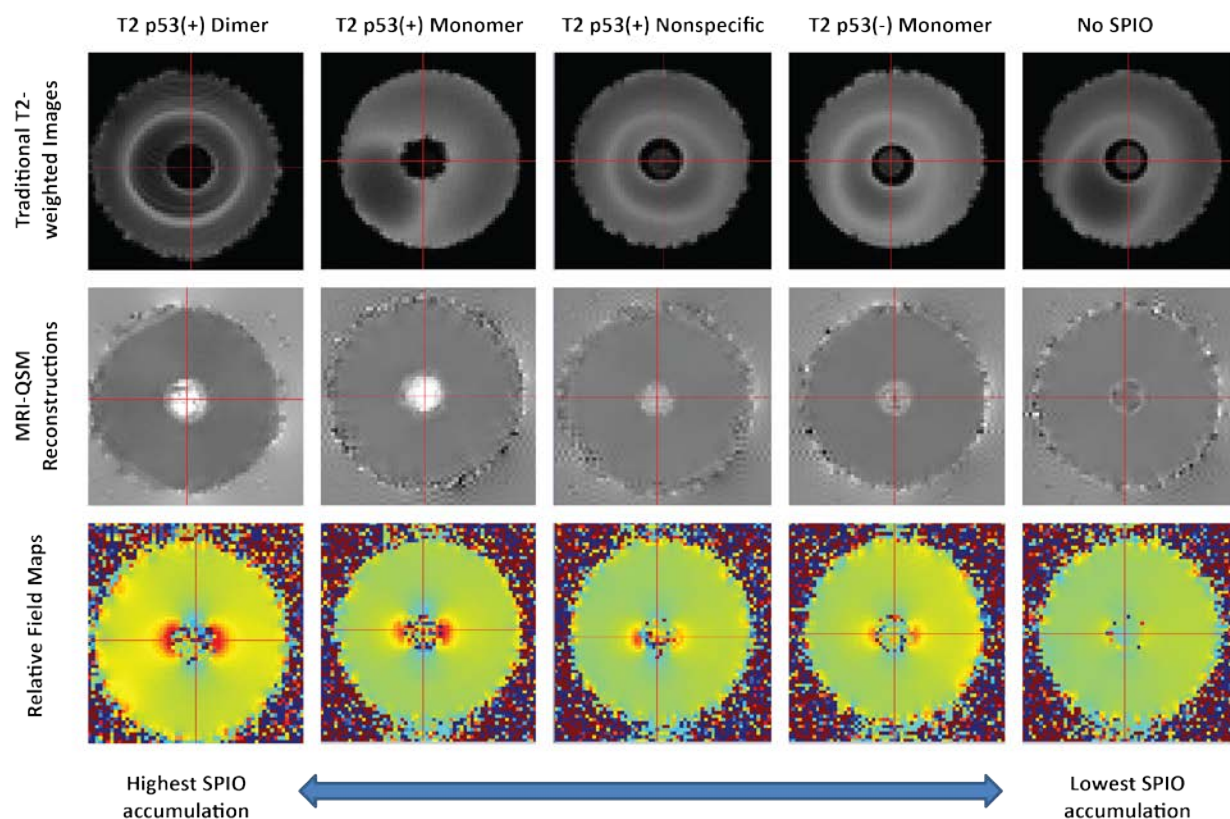 T2 p53(+) Dimer
T2 p53(+) Monomer
T2 p53(+) Nonspecific
T2 p53(-) Monomer
No SPIO
Traditional T2-
weighted Images
MRI-QSM
Reconstructions
Relative Field Maps
Highest SPIO
accumulation
Lowest SPIO
accumulation